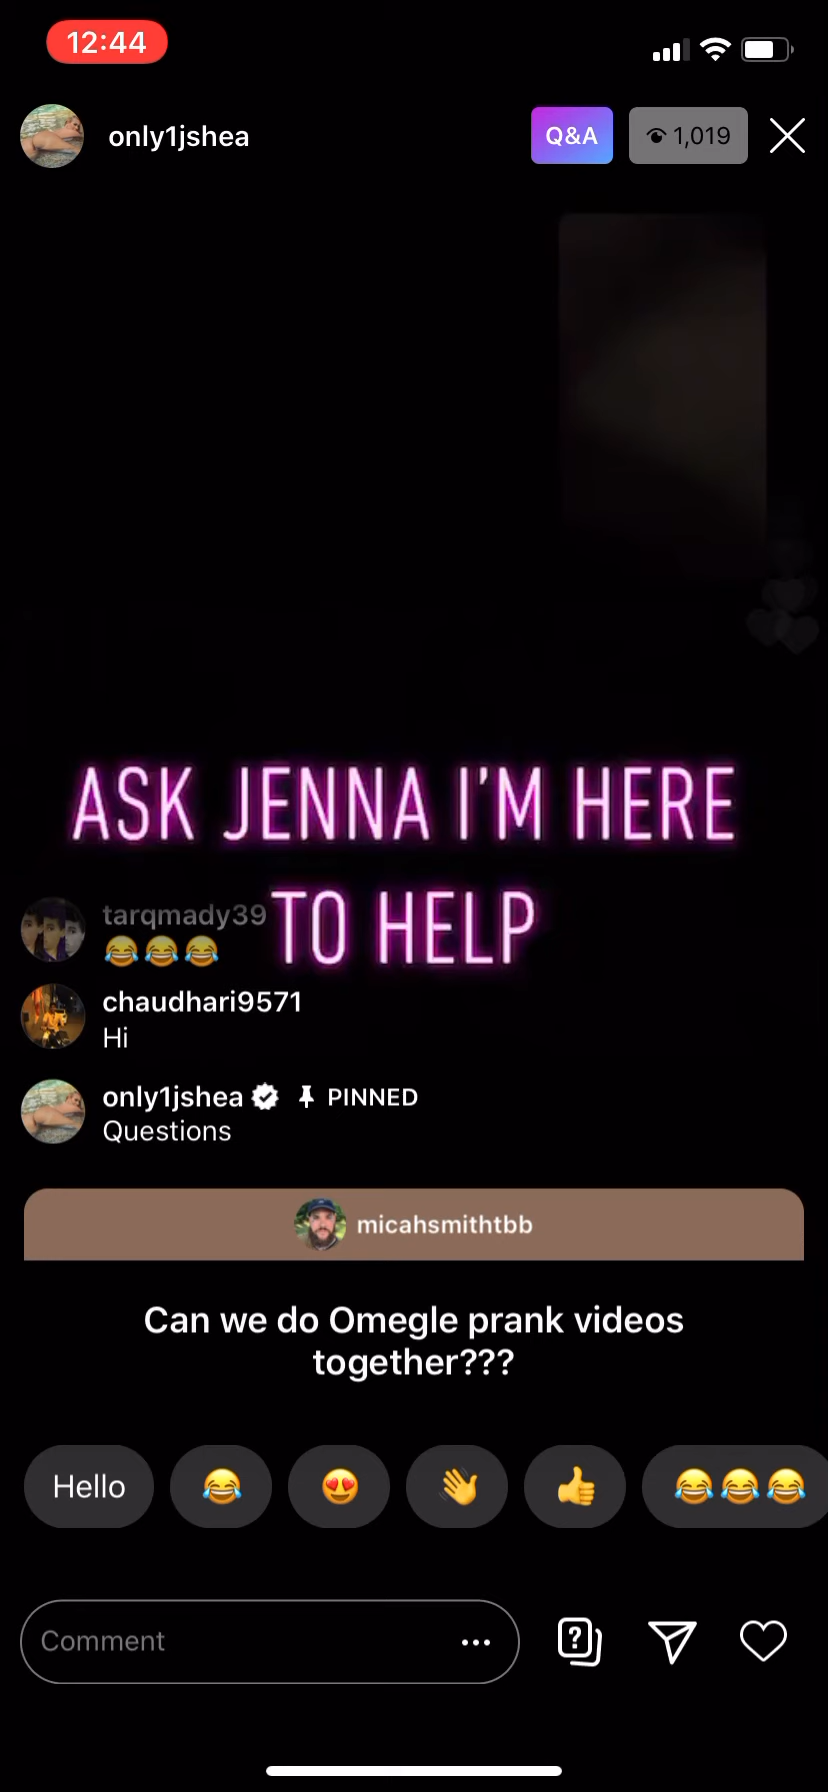 12:44
only1jshea
Q&A
1,019
ASK JENNA I'M HERE
TO HELP
tarqmady39
😂😂😂
chaudhari9571
Hi
only1jshea PINNED
Questions
micahsmithtbb
Can we do Omegle prank videos
together???
Hello 😂 😍 👋 👍 😂😂😂
Comment